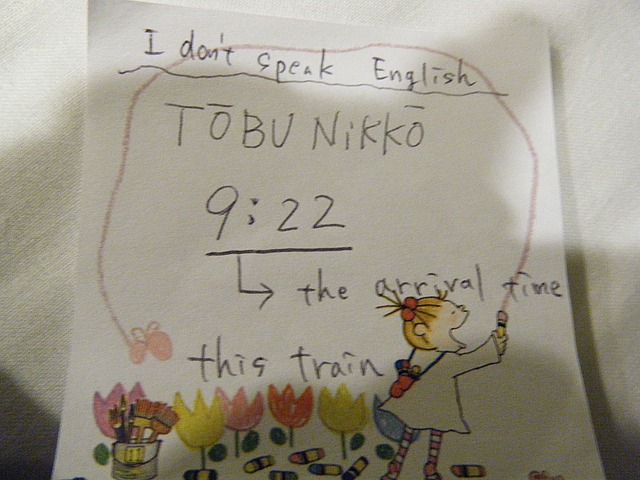 I don't speak English
TŌBU NiKKŌ
9:22
the arrival time
this train